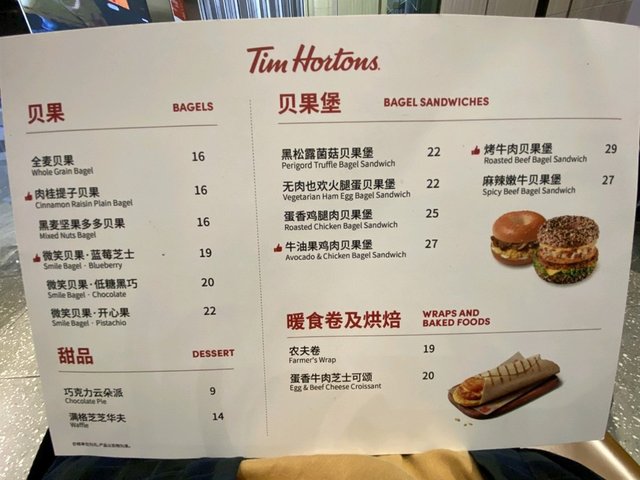 Tim Hortons.
贝果 BAGELS
全麦贝果 16
Whole Grain Bagel
肉桂提子贝果 16
Cinnamon Raisin Plain Bagel
黑麦坚果多多贝果 16
Mixed Nuts Bagel
微笑贝果·蓝莓芝士 19
Smile Bagel · Blueberry
微笑贝果·低糖黑巧 20
Smile Bagel · Chocolate
微笑贝果·开心果 22
Smile Bagel · Pistachio
甜品 DESSERT
巧克力云朵派 9
Chocolate Pie
满格芝芝华夫 14
Waffle
贝果堡 BAGEL SANDWICHES
黑松露菌菇贝果堡 22
Perigord Truffle Bagel Sandwich
无肉也欢火腿蛋贝果堡 22
Vegetarian Ham Egg Bagel Sandwich
蛋香鸡腿肉贝果堡 25
Roasted Chicken Bagel Sandwich
牛油果鸡肉贝果堡 27
Avocado & Chicken Bagel Sandwich
烤牛肉贝果堡 29
Roasted Beef Bagel Sandwich
麻辣嫩牛贝果堡 27
Spicy Beef Bagel Sandwich
暖食卷及烘焙 WRAPS AND
BAKED FOODS
农夫卷 19
Farmer's Wrap
蛋香牛肉芝士可颂 20
Egg & Beef Cheese Croissant